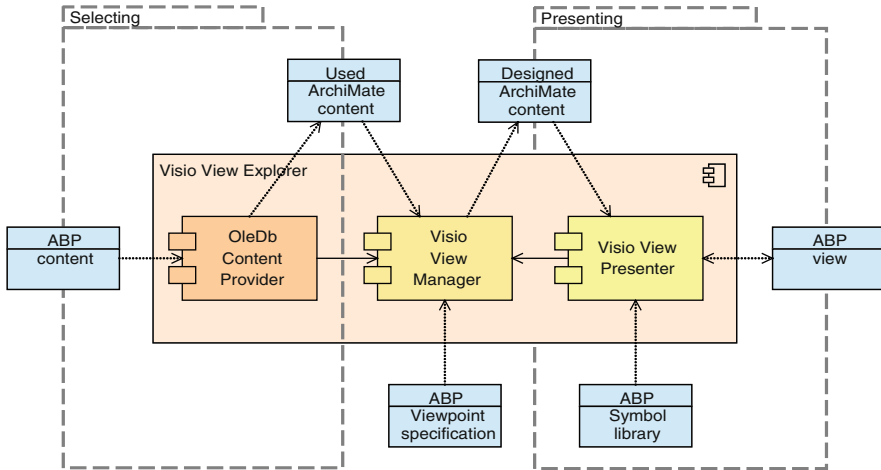 Selecting
Presenting
Used
ArchiMate
content
Designed
ArchiMate
content
Visio View Explorer
ABP
content
OleDb
Content
Provider
Visio
View
Manager
Visio View
Presenter
ABP
view
ABP
Viewpoint
specification
ABP
Symbol
library